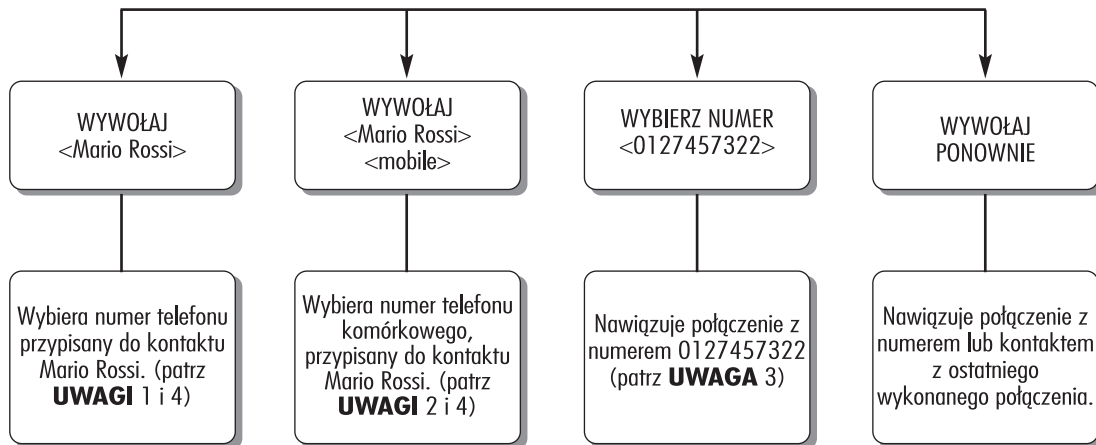 WYWOŁAJ
<Mario Rossi>
WYWOŁAJ
<Mario Rossi>
<mobile>
WYBIERZ NUMER
<0127457322>
WYWOŁAJ
PONOWNIE
Wybiera numer telefonu
przypisany do kontaktu
Mario Rossi. (patrz
UWAGI 1 i 4)
Wybiera numer telefonu
komórkowego,
przypisany do kontaktu
Mario Rossi. (patrz
UWAGI 2 i 4)
Nawiązuje połączenie z
numerem 0127457322
(patrz UWAGA 3)
Nawiązuje połączenie z
numerem lub kontaktem
z ostatniego
wykonanego połączenia.